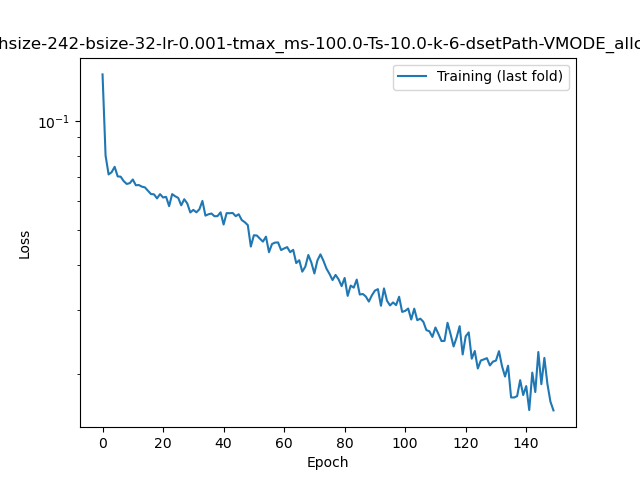 hsize-242-bsize-32-lr-0.001-tmax_ms-100.0-Ts-10.0-k-6-dsetPath-VMODE_allc
Training (last fold)
10⁻¹
Loss
0 20 40 60 80 100 120 140
Epoch